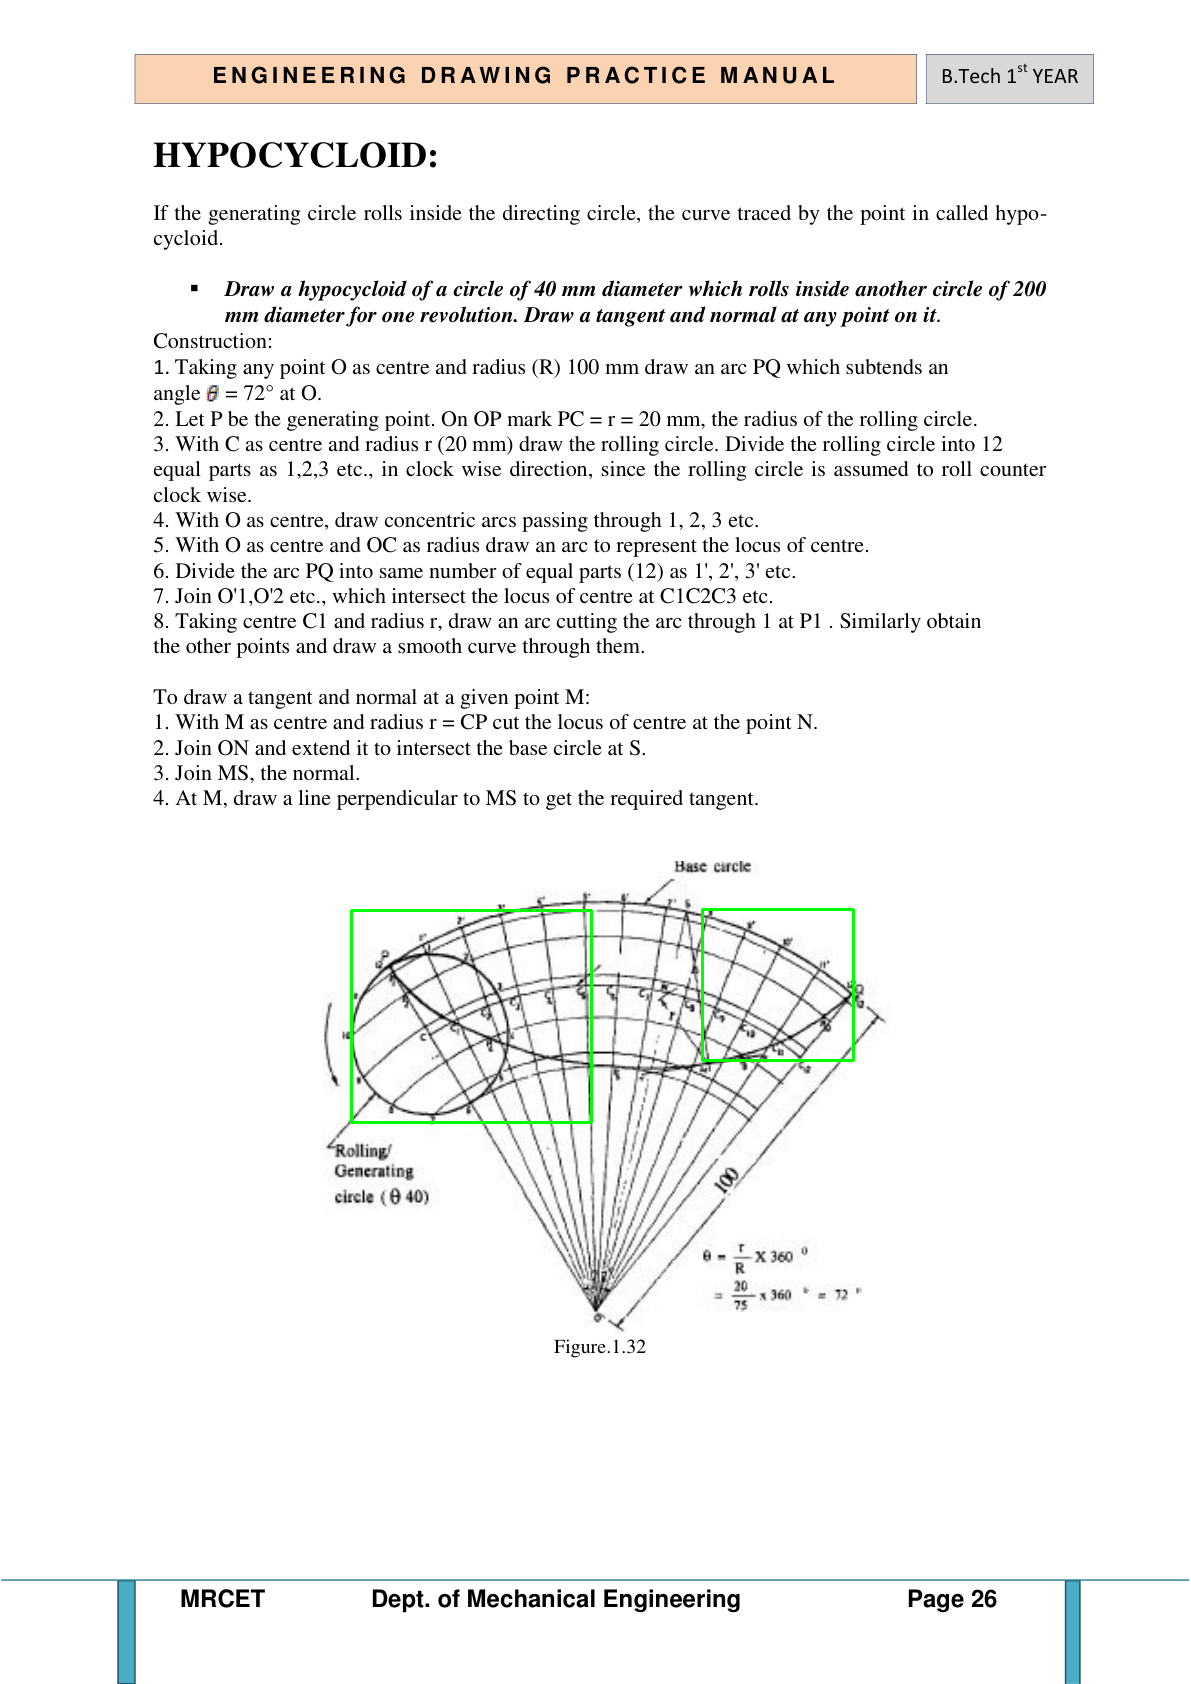 ENGINEERING DRAWING PRACTICE MANUAL
B.Tech 1st YEAR
HYPOCYCLOID:
If the generating circle rolls inside the directing circle, the curve traced by the point in called hypo-
cycloid.
▪ Draw a hypocycloid of a circle of 40 mm diameter which rolls inside another circle of 200
mm diameter for one revolution. Draw a tangent and normal at any point on it.
Construction:
1. Taking any point O as centre and radius (R) 100 mm draw an arc PQ which subtends an
angle θ = 72° at O.
2. Let P be the generating point. On OP mark PC = r = 20 mm, the radius of the rolling circle.
3. With C as centre and radius r (20 mm) draw the rolling circle. Divide the rolling circle into 12
equal parts as 1,2,3 etc., in clock wise direction, since the rolling circle is assumed to roll counter
clock wise.
4. With O as centre, draw concentric arcs passing through 1, 2, 3 etc.
5. With O as centre and OC as radius draw an arc to represent the locus of centre.
6. Divide the arc PQ into same number of equal parts (12) as 1', 2', 3' etc.
7. Join O'1,O'2 etc., which intersect the locus of centre at C1C2C3 etc.
8. Taking centre C1 and radius r, draw an arc cutting the arc through 1 at P1 . Similarly obtain
the other points and draw a smooth curve through them.
To draw a tangent and normal at a given point M:
1. With M as centre and radius r = CP cut the locus of centre at the point N.
2. Join ON and extend it to intersect the base circle at S.
3. Join MS, the normal.
4. At M, draw a line perpendicular to MS to get the required tangent.
Base circle
Rolling/
Generating
circle ( θ 40)
100
θ = r/R X 360 0
= 20/75 x 360 ° = 72 °
Figure.1.32
MRCET Dept. of Mechanical Engineering Page 26